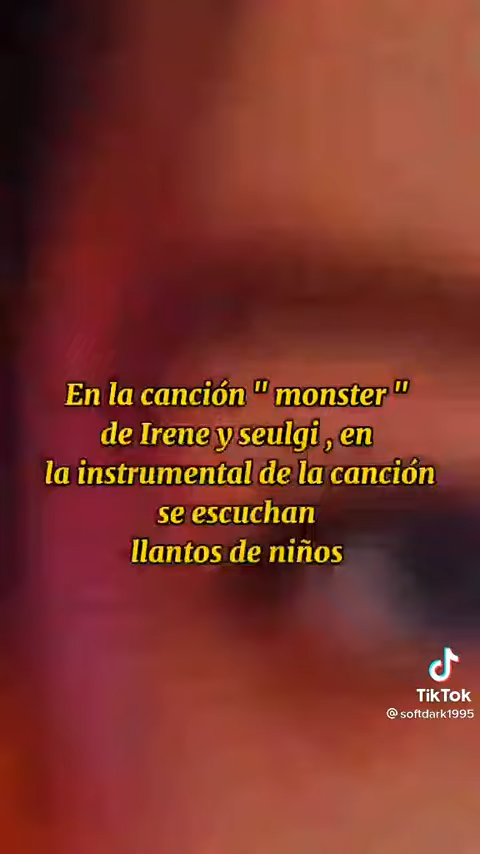 En la canción " monster "
de Irene y seulgi , en
la instrumental de la canción
se escuchan
llantos de niños
TikTok
@softdark1995